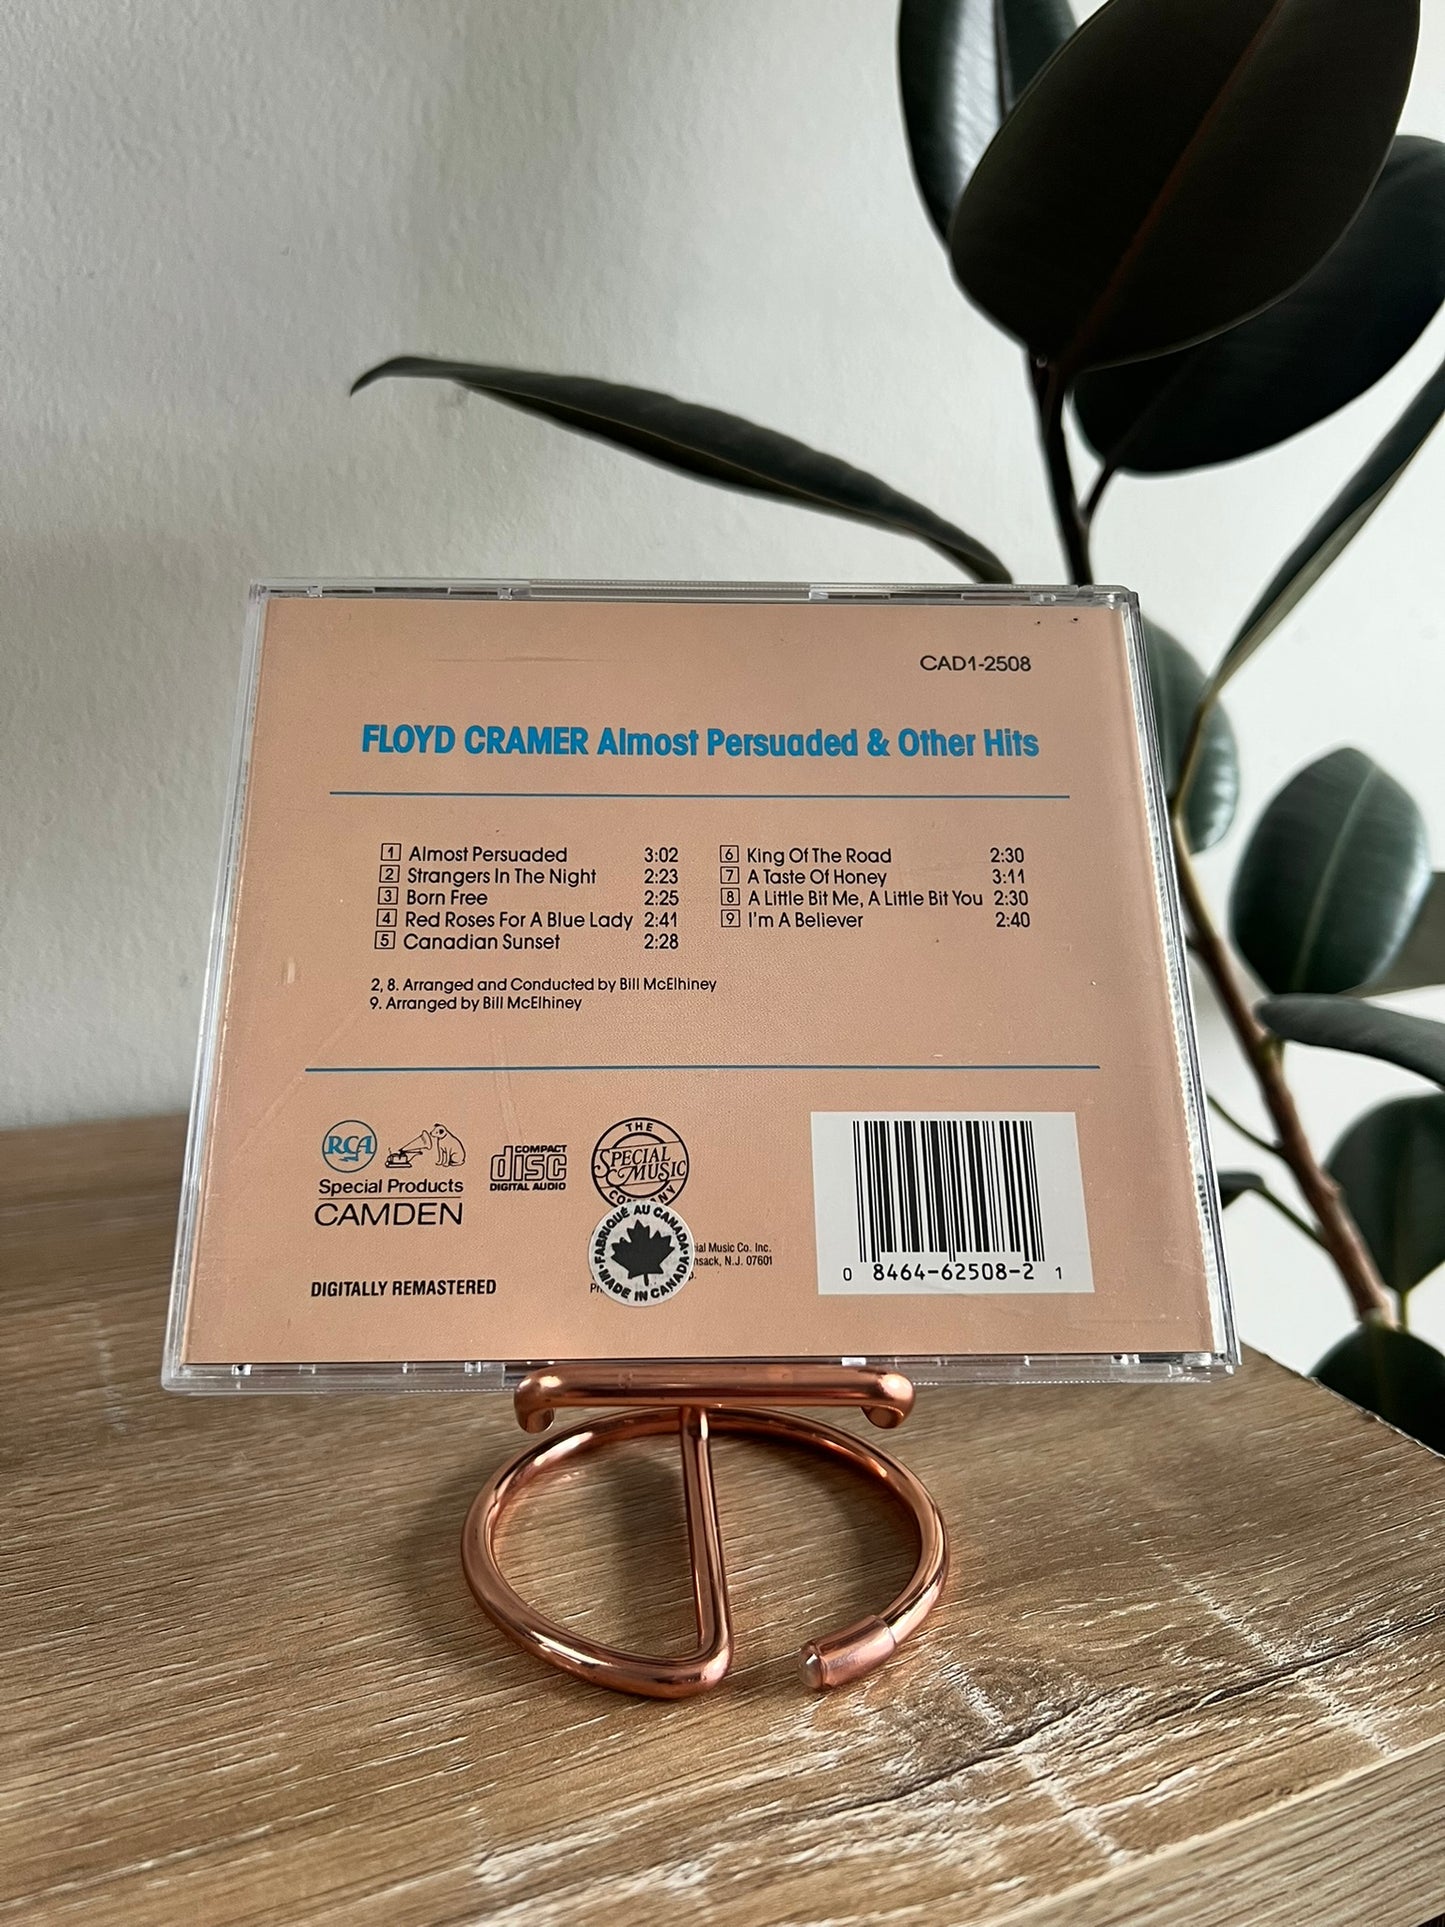 CAD1-2508
FLOYD CRAMER Almost Persuaded & Other Hits
1 Almost Persuaded 3:02
2 Strangers In The Night 2:23
3 Born Free 2:25
4 Red Roses For A Blue Lady 2:41
5 Canadian Sunset 2:28
6 King Of The Road 2:30
7 A Taste Of Honey 3:11
8 A Little Bit Me, A Little Bit You 2:30
9 I'm A Believer 2:40
2, 8. Arranged and Conducted by Bill McElhiney
9. Arranged by Bill McElhiney
RCA
Special Products
CAMDEN
COMPACT
disc
DIGITAL AUDIO
THE
SPECIAL
MUSIC
COMPANY
FABRIQUÉ AU CANADA
MADE IN CANADA
Music Co. Inc.
N.J. 07601
DIGITALLY REMASTERED
0 8464-62508-2 1